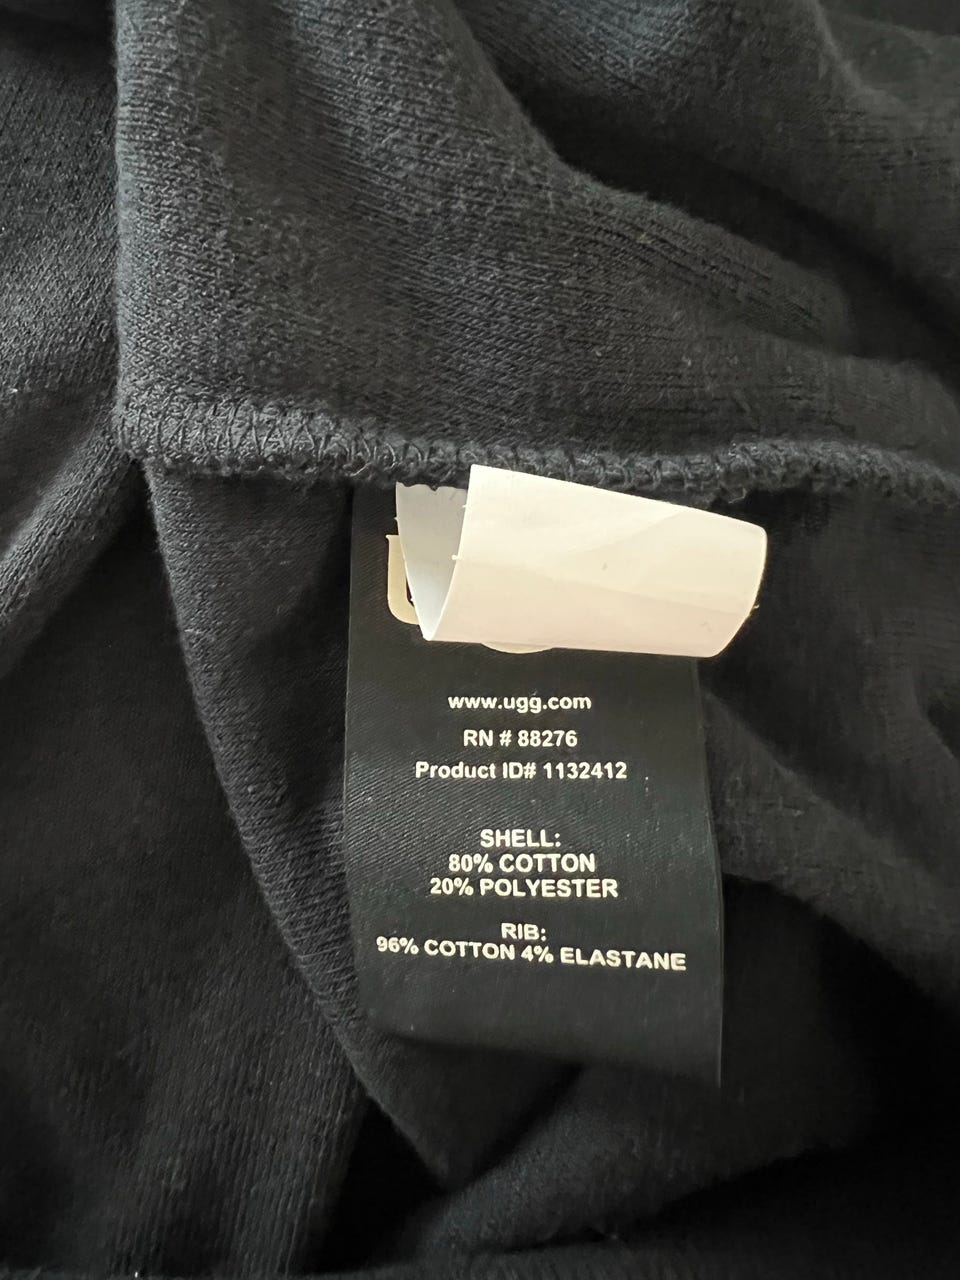 www.ugg.com
RN # 88276
Product ID# 1132412
SHELL:
80% COTTON
20% POLYESTER
RIB:
96% COTTON 4% ELASTANE